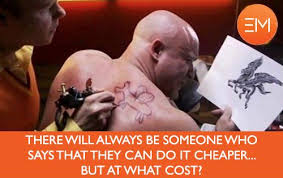 EM
THERE WILL ALWAYS BE SOMEONE WHO
SAYS THAT THEY CAN DO IT CHEAPER...
BUT AT WHAT COST?